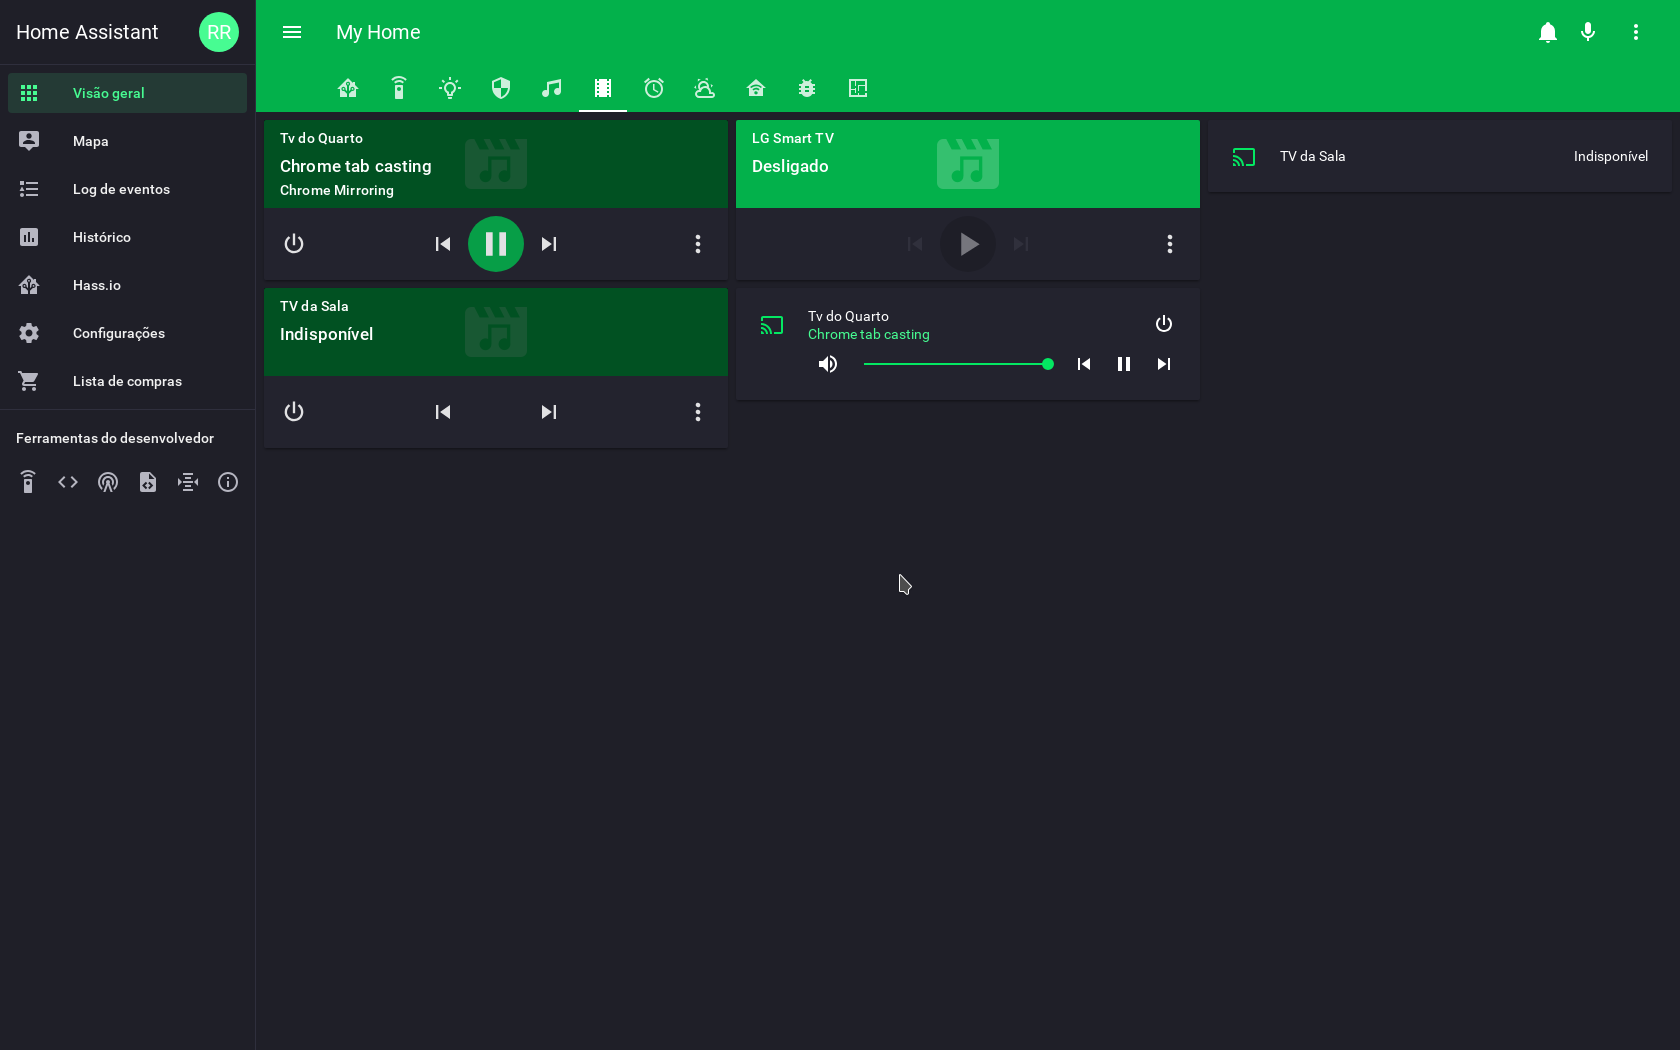 Home Assistant
RR
My Home
Visão geral
Mapa
Log de eventos
Histórico
Hass.io
Configurações
Lista de compras
Ferramentas do desenvolvedor
Tv do Quarto
Chrome tab casting
Chrome Mirroring
TV da Sala
Indisponível
LG Smart TV
Desligado
Tv do Quarto
Chrome tab casting
TV da Sala Indisponível